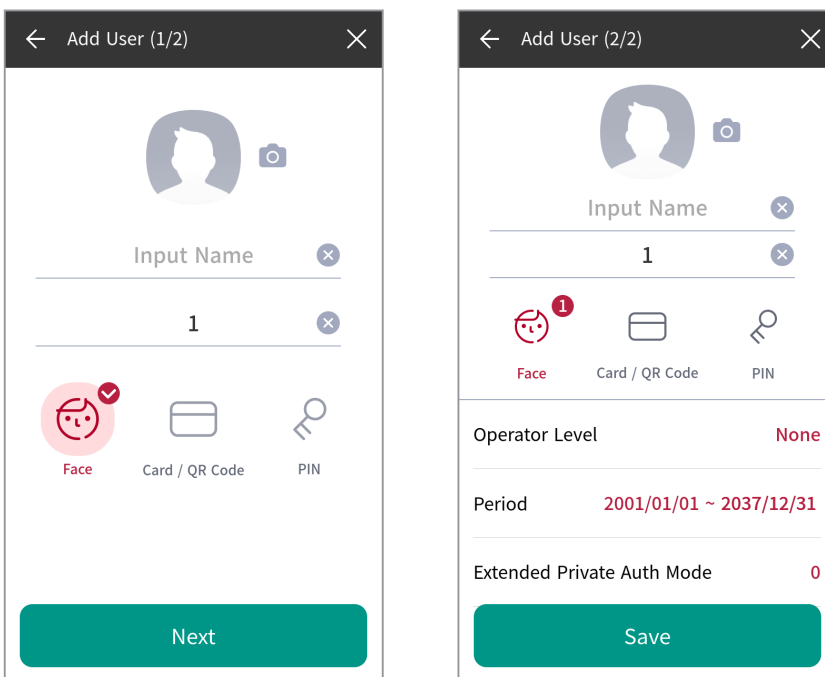 Add User (1/2)
Input Name
1
Face
Card / QR Code
PIN
Next
Add User (2/2)
Input Name
1
1
Face
Card / QR Code
PIN
Operator Level None
Period 2001/01/01 ~ 2037/12/31
Extended Private Auth Mode 0
Save